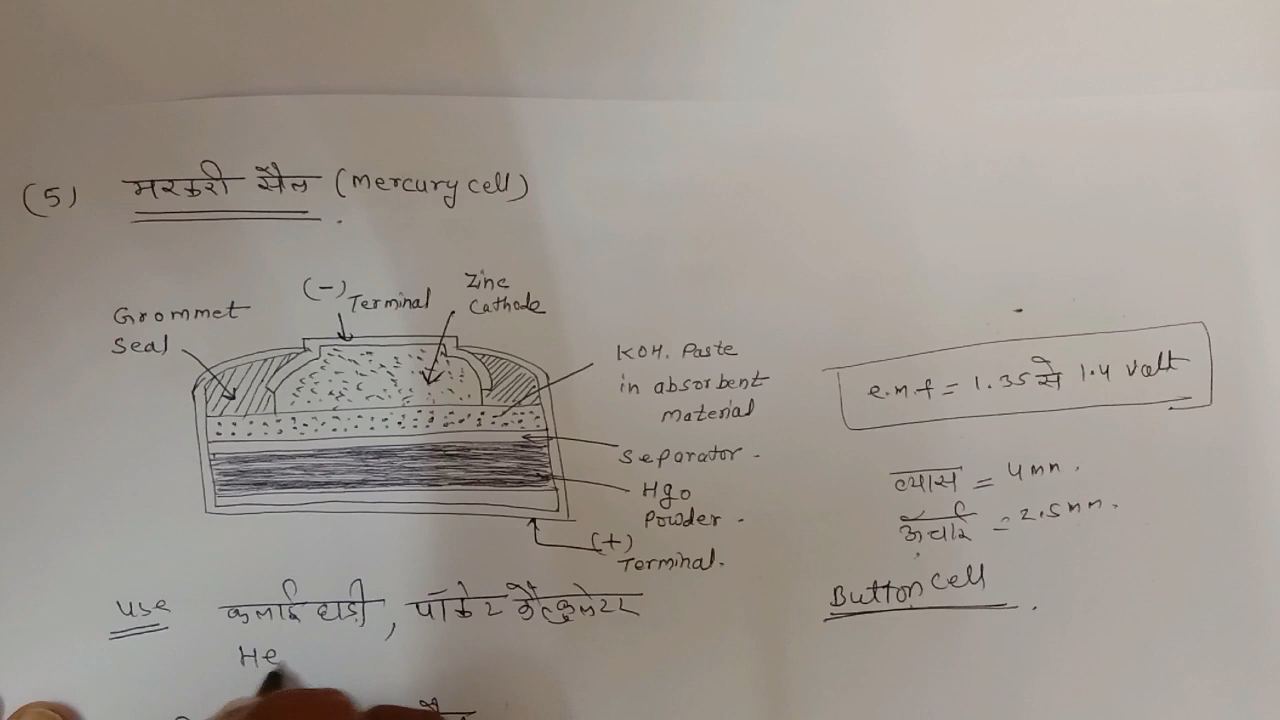 (5) मरकरी सैल (Mercury cell)
Grommet
Seal
(-) Terminal
Zinc
Cathode
KOH. Paste
in absorbent
material
Separator.
HgO
Powder.
(+)
Terminal.
e.m.f = 1.35 से 1.4 volt
व्यास = 4mm.
ऊँचाई = 2.5mm.
Button cell
Use कलाई घड़ी, पॉकेट कैल्कुलेटर
He